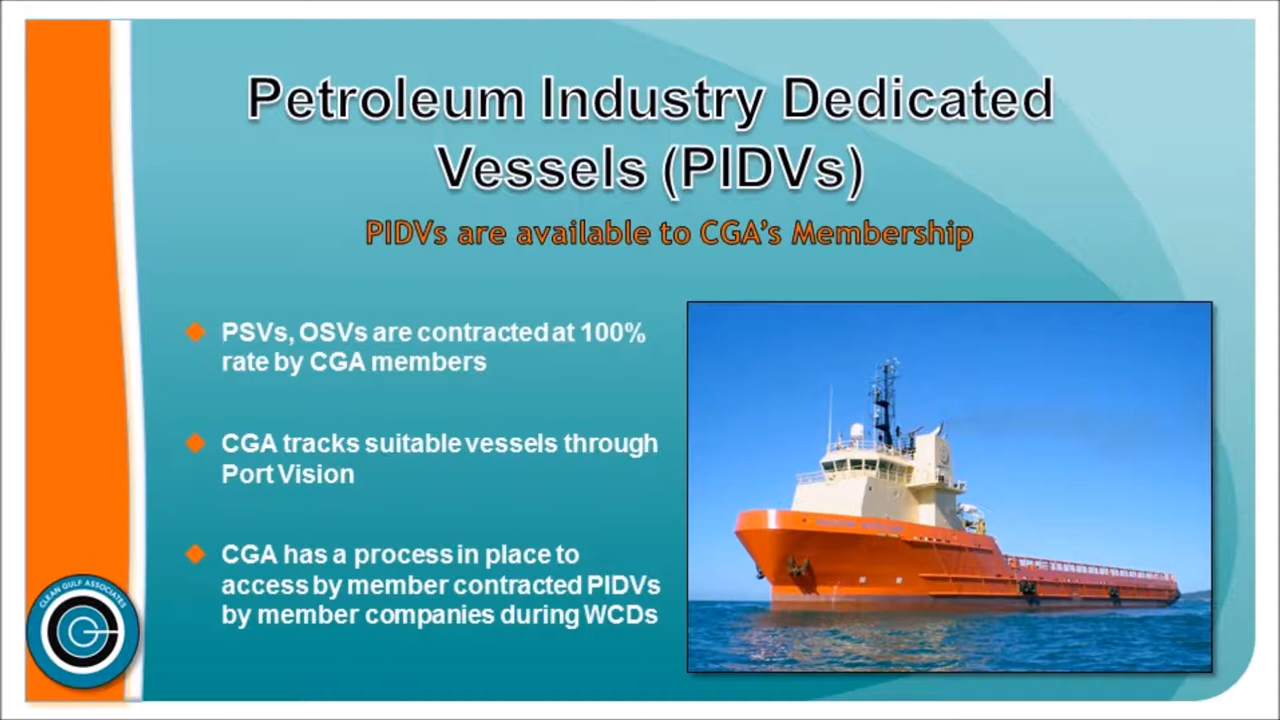 Petroleum Industry Dedicated
Vessels (PIDVs)
PIDVs are available to CGA's Membership
PSVs, OSVs are contracted at 100%
rate by CGA members
CGA tracks suitable vessels through
Port Vision
CGA has a process in place to
access by member contracted PIDVs
by member companies during WCDs
CLEAN GULF ASSOCIATES